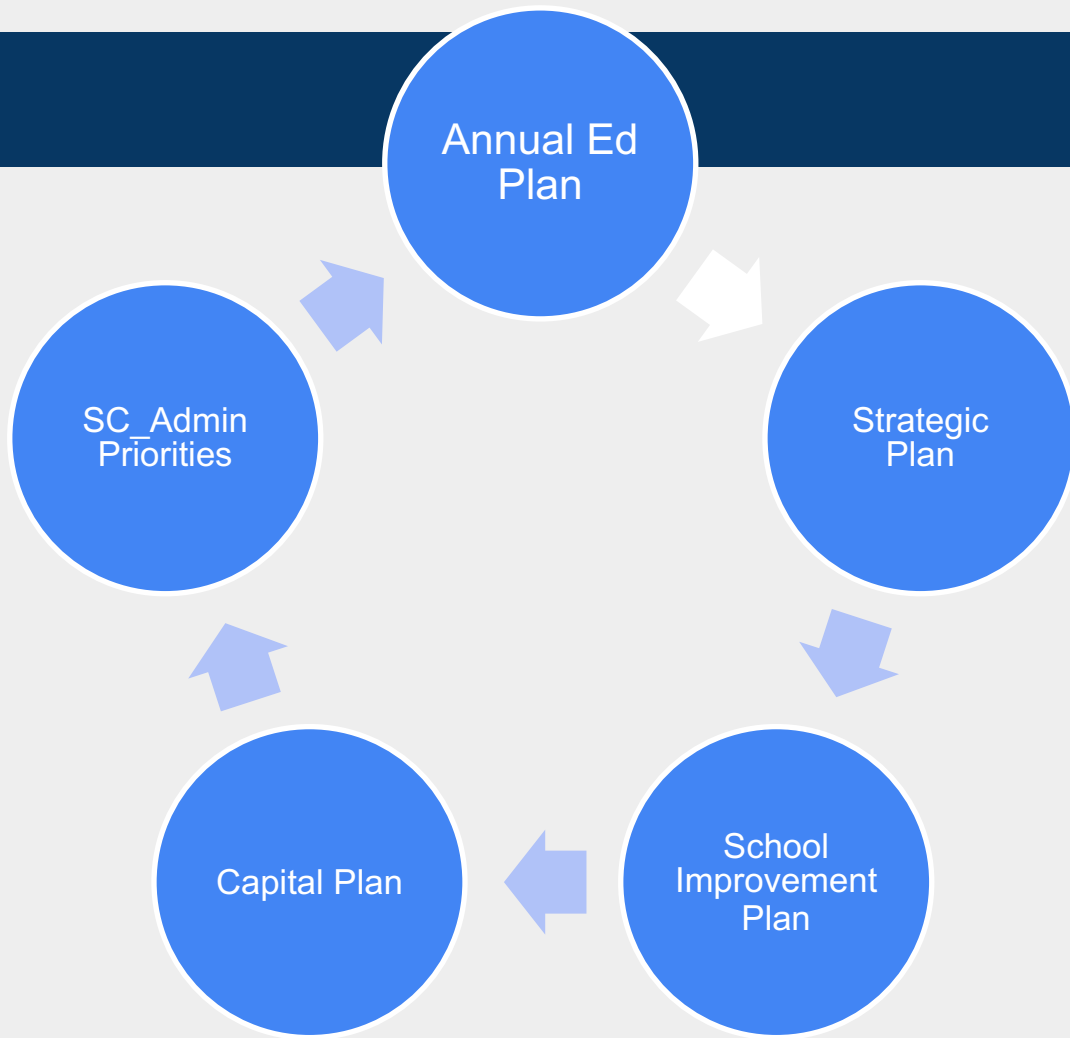 Annual Ed
Plan
SC_Admin
Priorities
Strategic
Plan
Capital Plan
School
Improvement
Plan